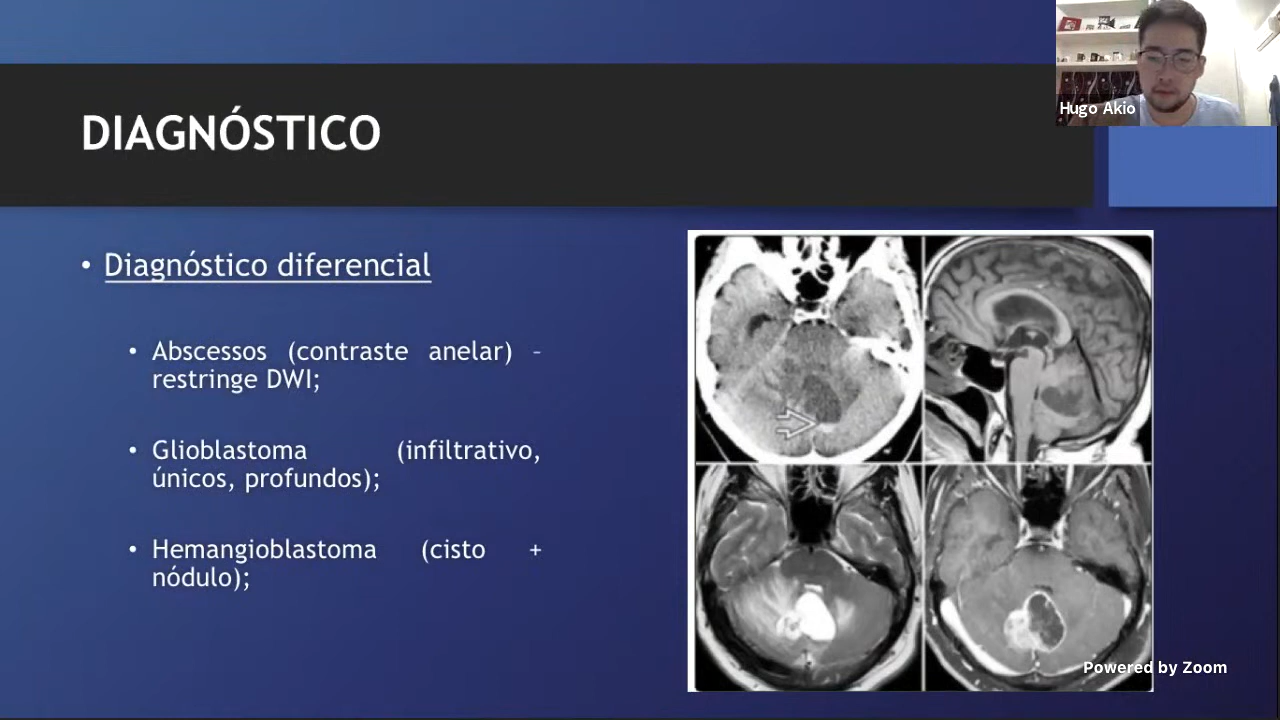 Hugo Akio
DIAGNÓSTICO
• Diagnóstico diferencial
• Abscessos (contraste anelar) –
restringe DWI;
• Glioblastoma (infiltrativo,
únicos, profundos);
• Hemangioblastoma (cisto +
nódulo);
Powered by Zoom